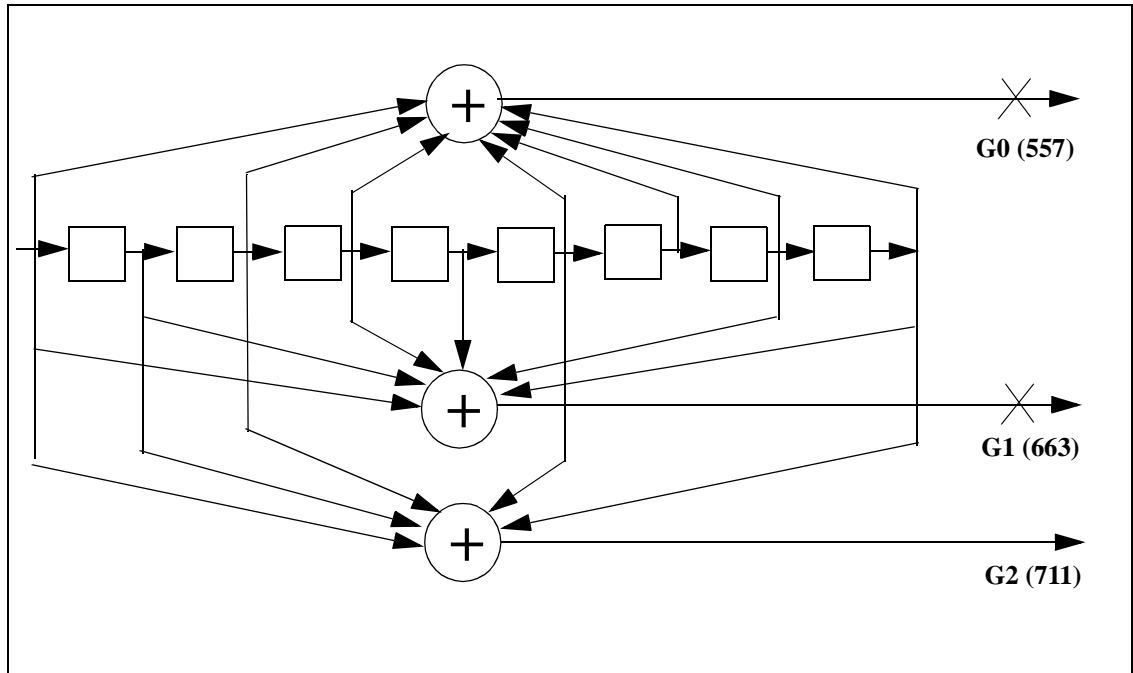 +
G0 (557)
+
G1 (663)
+
G2 (711)